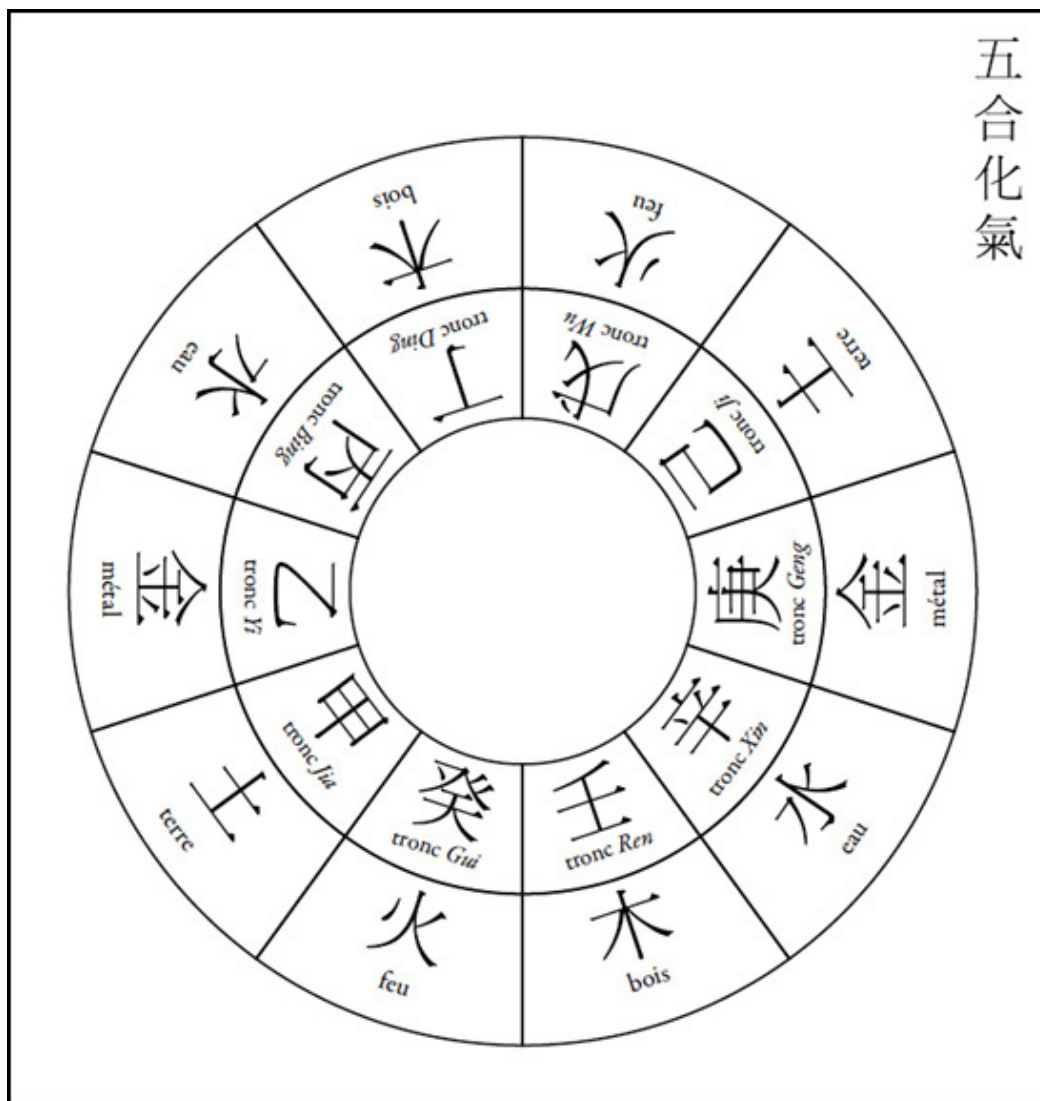 五合化氣
feu
火
tronc Wu
戊
terre
土
tronc Ji
己
métal
金
tronc Geng
庚
eau
水
tronc Xin
辛
bois
木
tronc Ren
壬
feu
火
tronc Gui
癸
terre
土
tronc Jia
甲
métal
金
tronc Yi
乙
eau
水
tronc Bing
丙
bois
木
tronc Ding
丁